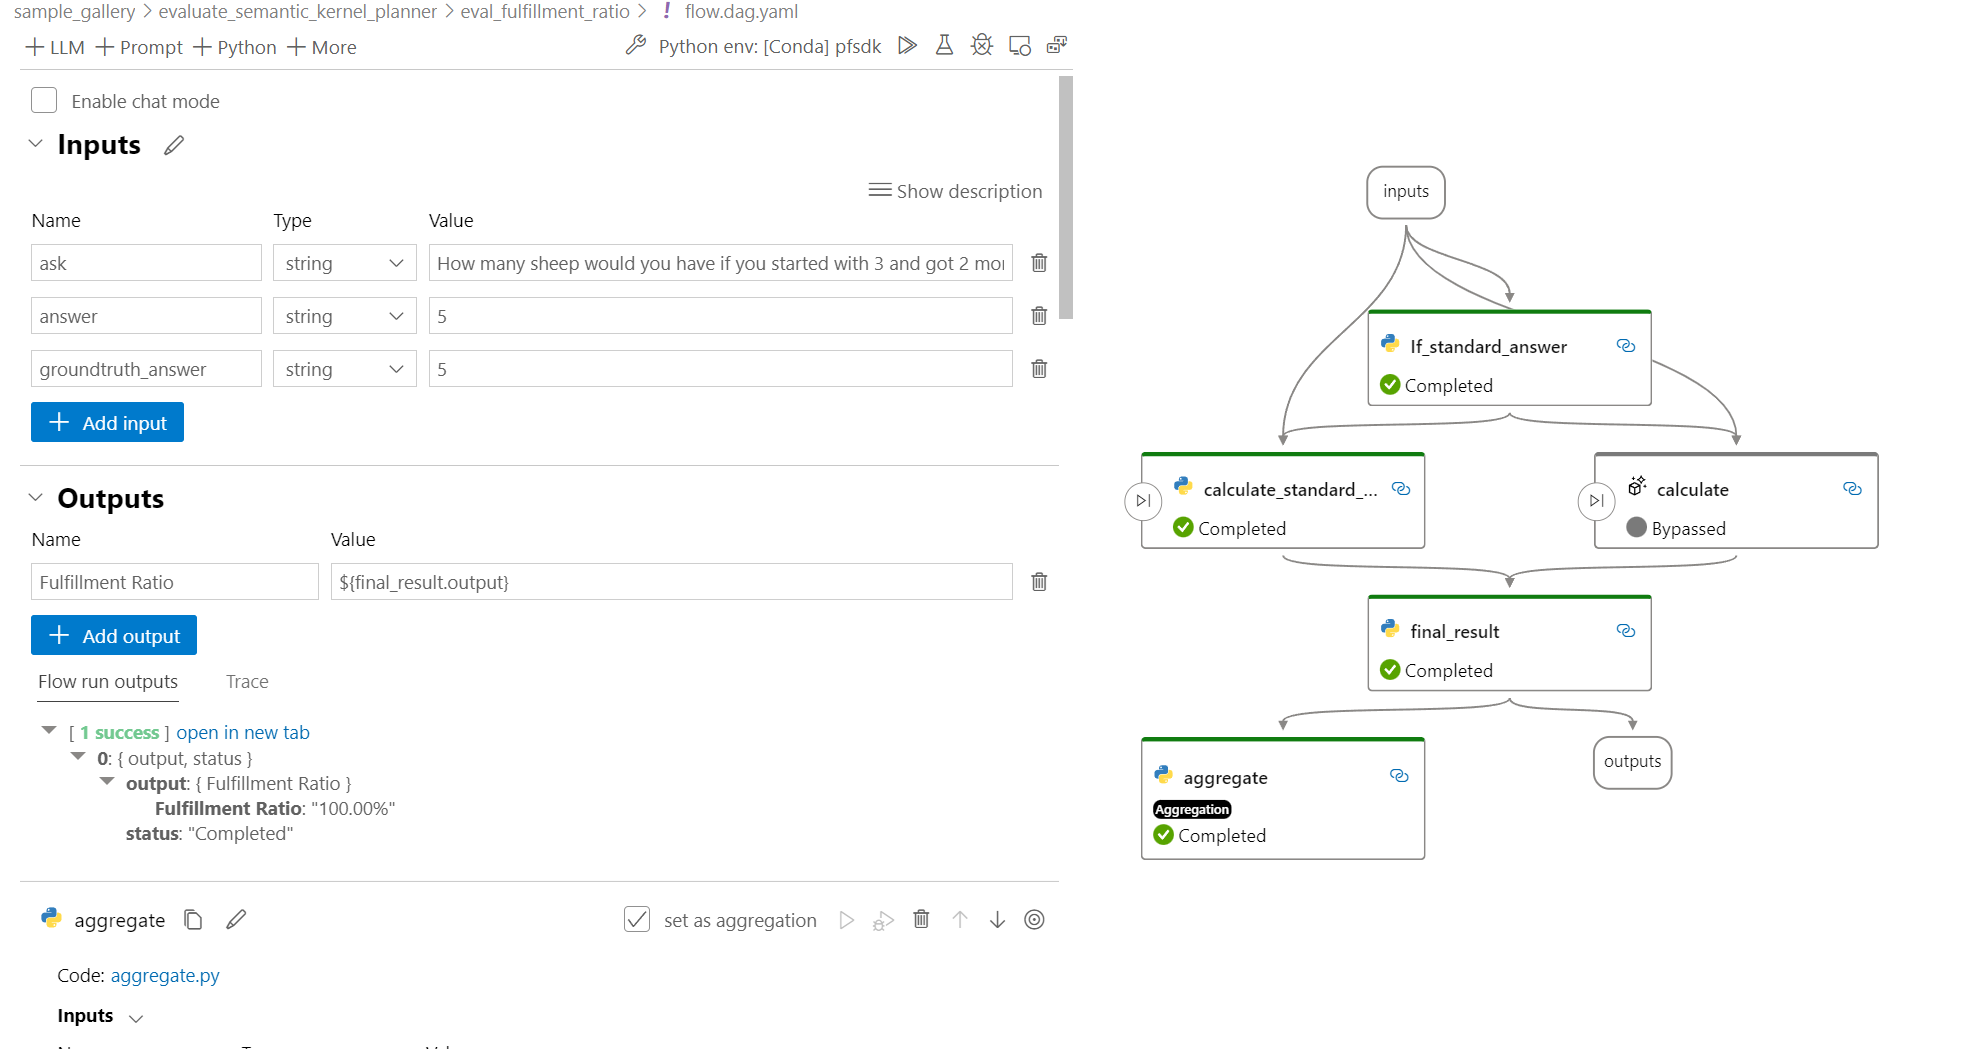 sample_gallery > evaluate_semantic_kernel_planner > eval_fulfillment_ratio > ! flow.dag.yaml
+ LLM + Prompt + Python + More
Python env: [Conda] pfsdk
Enable chat mode
Inputs
Show description
Name Type Value
ask string How many sheep would you have if you started with 3 and got 2
answer string 5
groundtruth_answer string 5
+ Add input
Outputs
Name Value
Fulfillment Ratio ${final_result.output}
+ Add output
Flow run outputs Trace
[ 1 success ] open in new tab
0: { output, status }
output: { Fulfillment Ratio }
Fulfillment Ratio: "100.00%"
status: "Completed"
aggregate
set as aggregation
Code: aggregate.py
Inputs
inputs
If_standard_answer
Completed
calculate_standard_...
Completed
calculate
Bypassed
final_result
Completed
aggregate
Aggregation
Completed
outputs